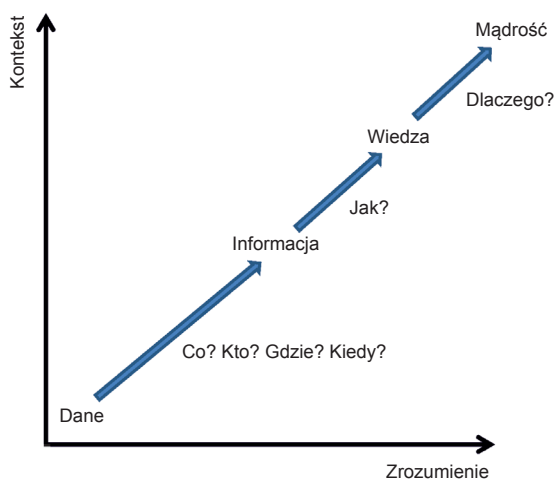 Kontekst
Mądrość
Dlaczego?
Wiedza
Jak?
Informacja
Co? Kto? Gdzie? Kiedy?
Dane
Zrozumienie